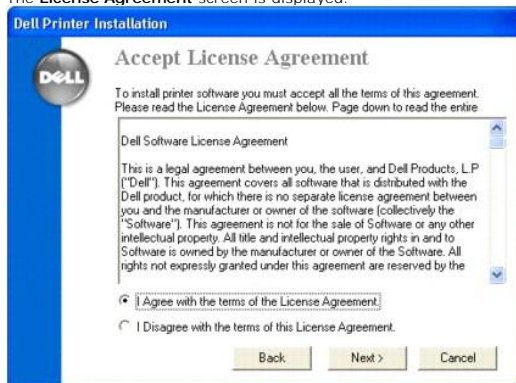 The License Agreement screen is displayed.
Dell Printer Installation
DELL
Accept License Agreement
To install printer software you must accept all the terms of this agreement.
Please read the License Agreement below. Page down to read the entire
Dell Software License Agreement
This is a legal agreement between you, the user, and Dell Products, L.P
("Dell"). This agreement covers all software that is distributed with the
Dell product, for which there is no separate license agreement between
you and the manufacturer or owner of the software (collectively the
"Software"). This agreement is not for the sale of Software or any other
intellectual property. All title and intellectual property rights in and to
Software is owned by the manufacturer or owner of the Software. All
rights not expressly granted under this agreement are reserved by the
I Agree with the terms of the License Agreement.
I Disagree with the terms of this License Agreement.
Back Next > Cancel